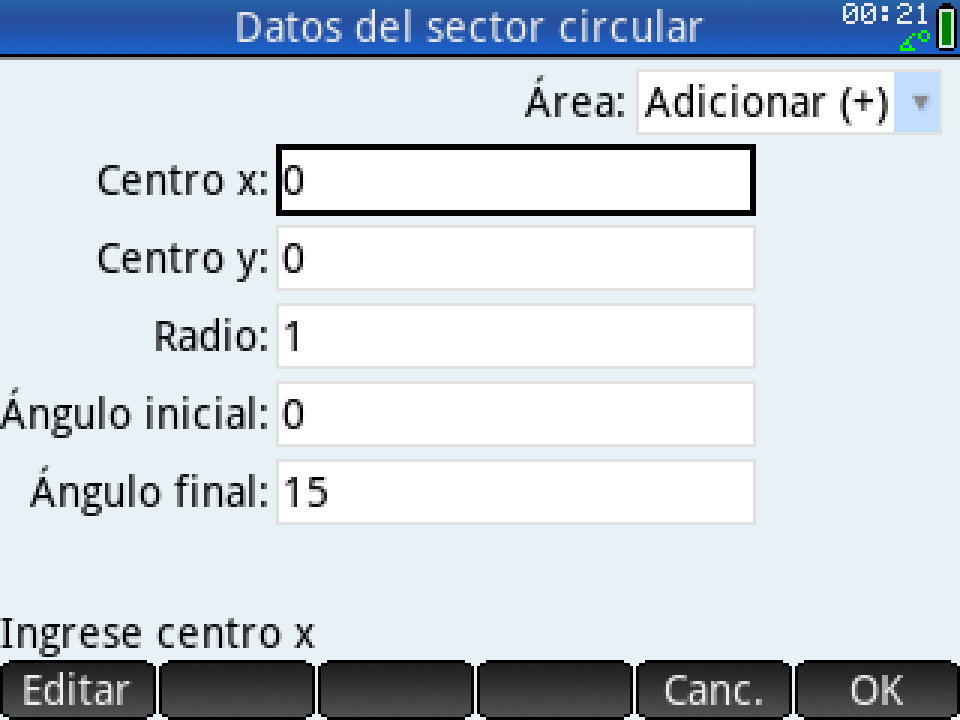 Datos del sector circular 00:21
Área: Adicionar (+)
Centro x: 0
Centro y: 0
Radio: 1
Ángulo inicial: 0
Ángulo final: 15
Ingrese centro x
Editar Canc. OK